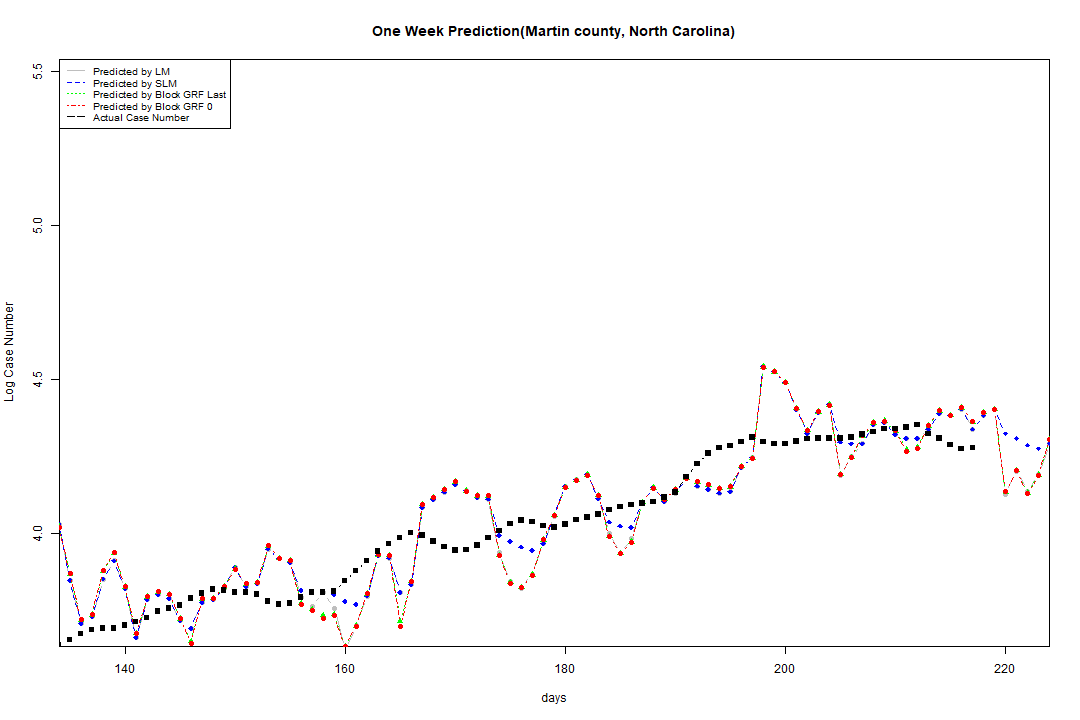 One Week Prediction(Martin county, North Carolina)
Predicted by LM
Predicted by SLM
Predicted by Block GRF Last
Predicted by Block GRF 0
Actual Case Number
5.5
5.0
4.5
4.0
Log Case Number
140 160 180 200 220
days